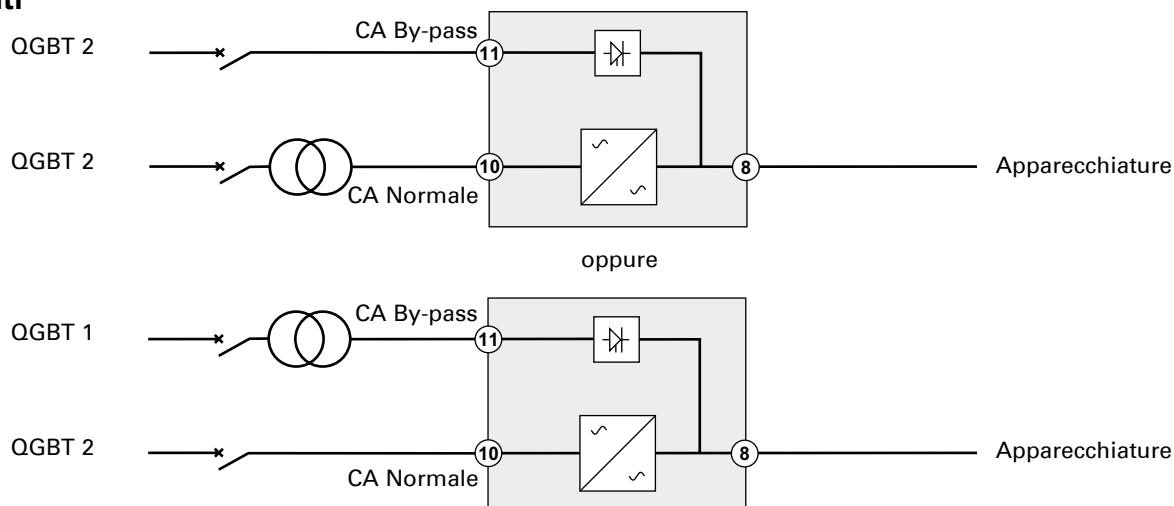 QGBT 2
CA By-pass
11
QGBT 2
10
CA Normale
8
Apparecchiature
oppure
QGBT 1
CA By-pass
11
QGBT 2
10
CA Normale
8
Apparecchiature